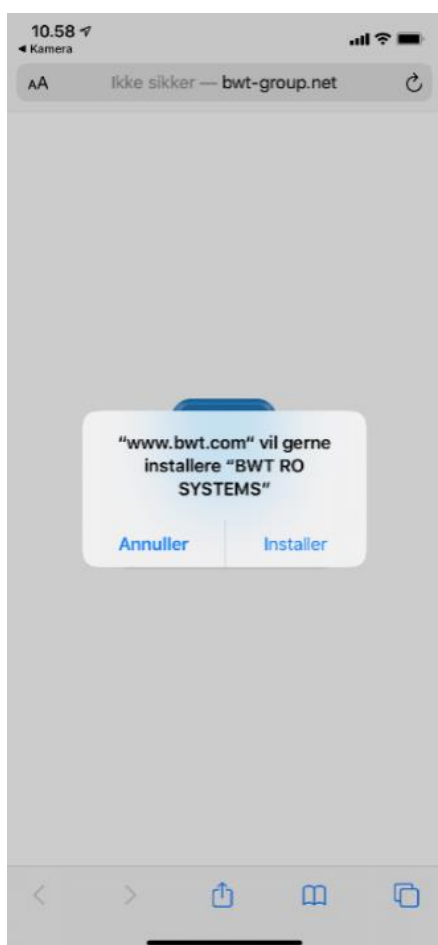 10.58
◀ Kamera
AA Ikke sikker — bwt-group.net
“www.bwt.com“ vil gerne
installere “BWT RO
SYSTEMS”
Annuller Installer